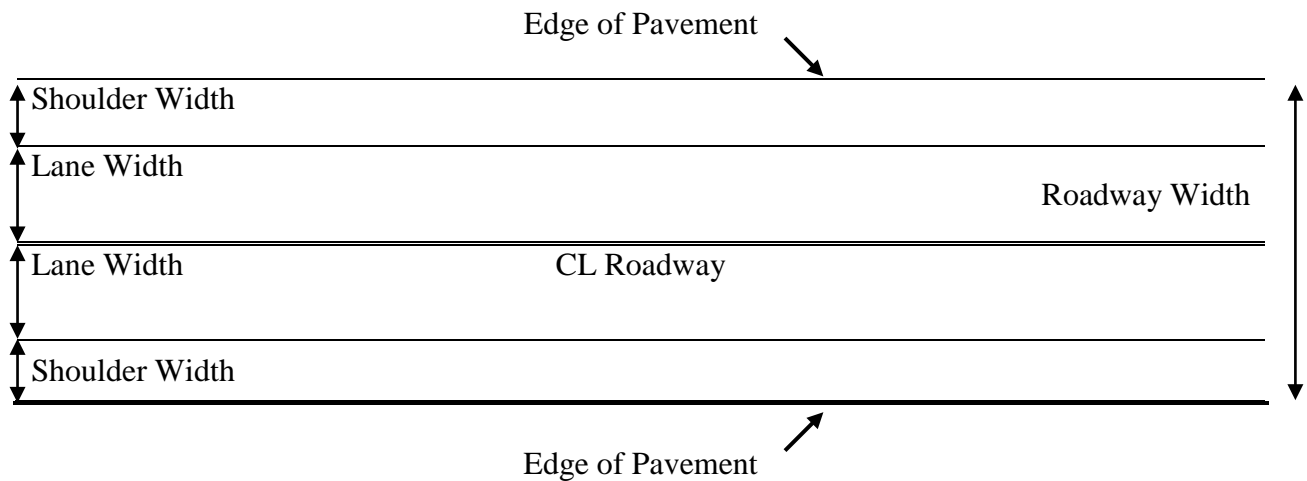 Edge of Pavement
Shoulder Width
Lane Width
Roadway Width
Lane Width
CL Roadway
Shoulder Width
Edge of Pavement